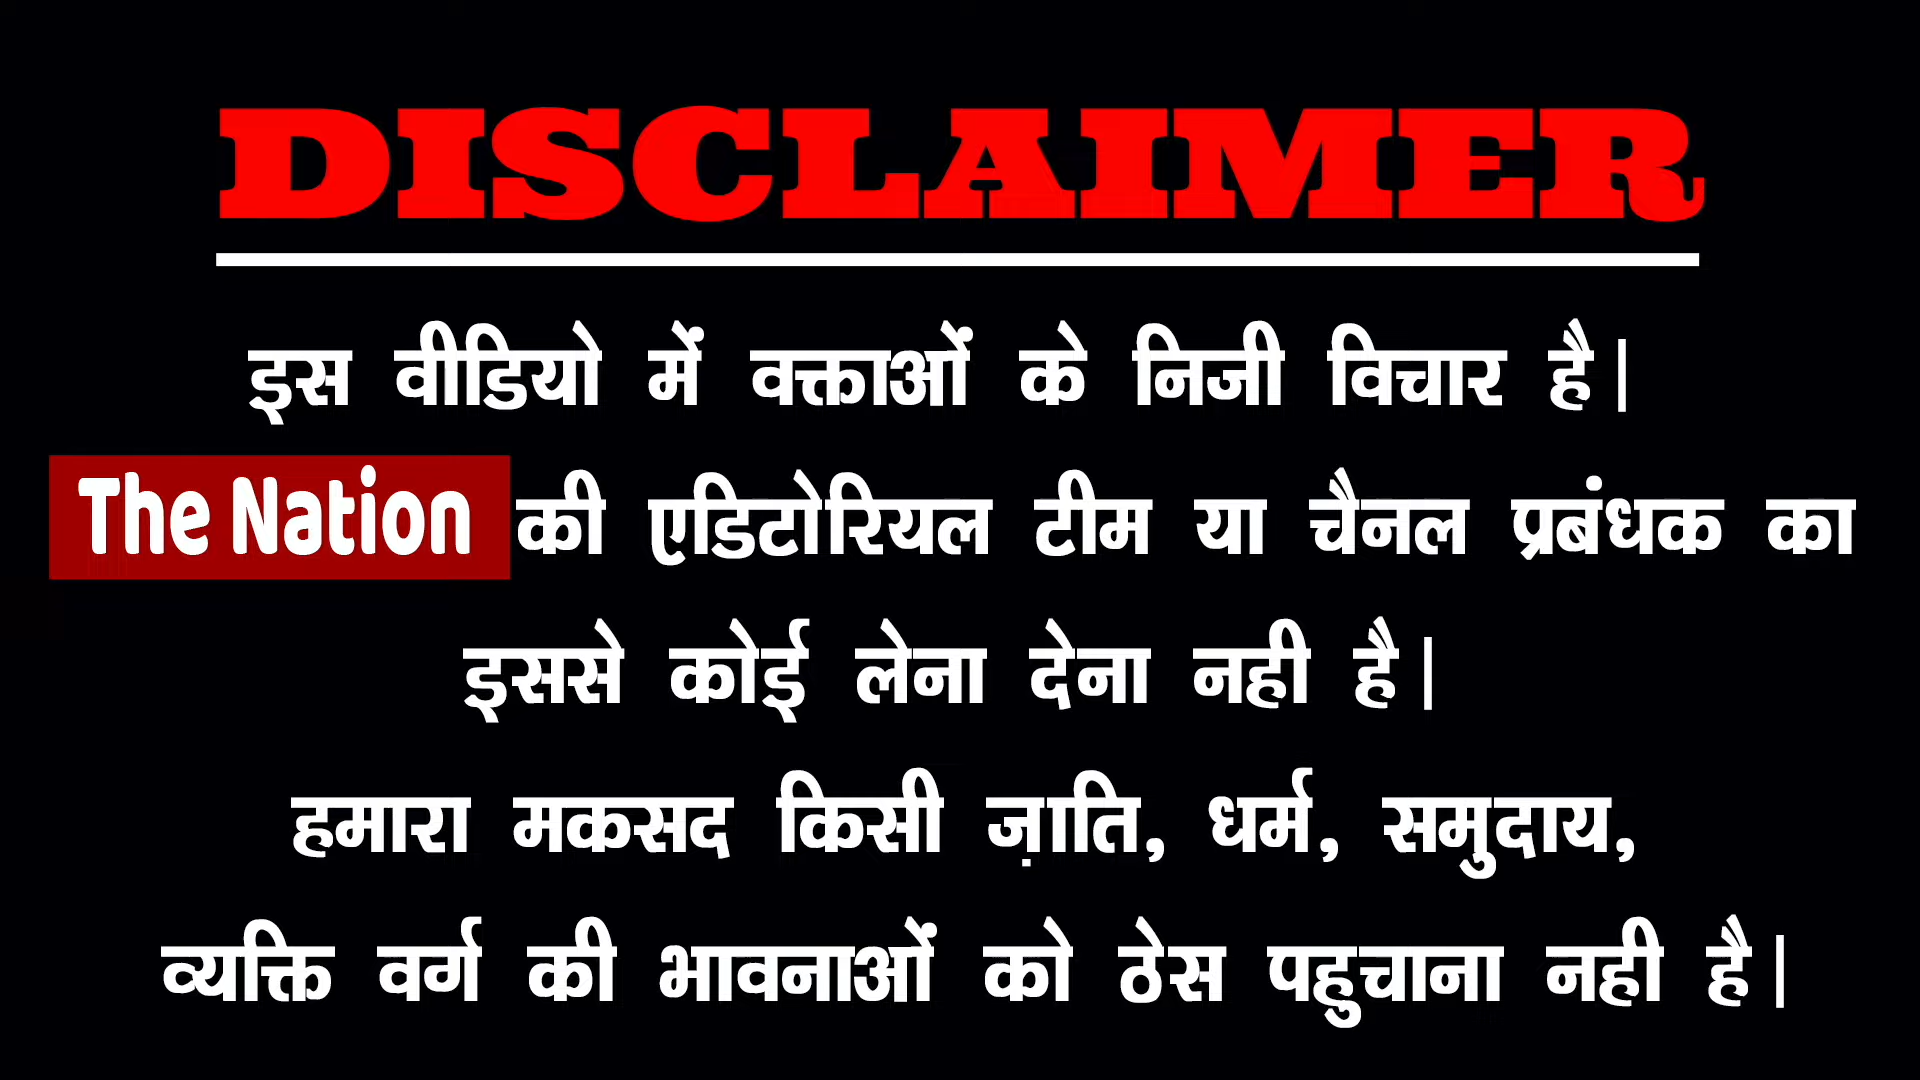 DISCLAIMER
इस वीडियो में वक्ताओं के निजी विचार है|
The Nation की एडिटोरियल टीम या चैनल प्रबंधक का
इससे कोई लेना देना नही है|
हमारा मकसद किसी ज़ाति, धर्म, समुदाय,
व्यक्ति वर्ग की भावनाओं को ठेस पहुचाना नही है|